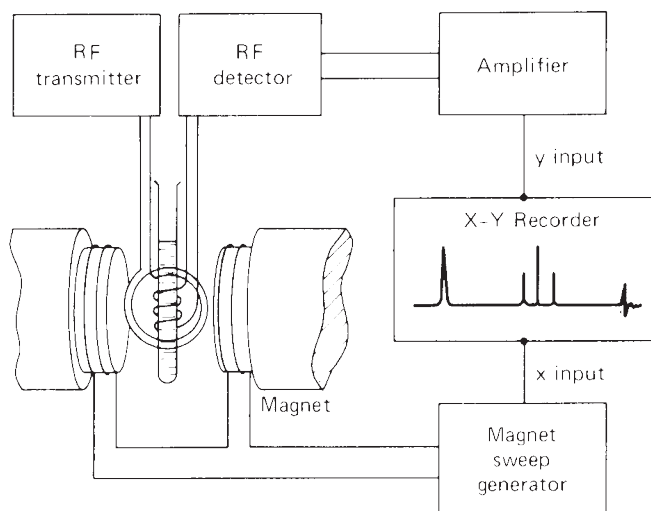 RF
transmitter
RF
detector
Amplifier
y input
X-Y Recorder
x input
Magnet
Magnet
sweep
generator